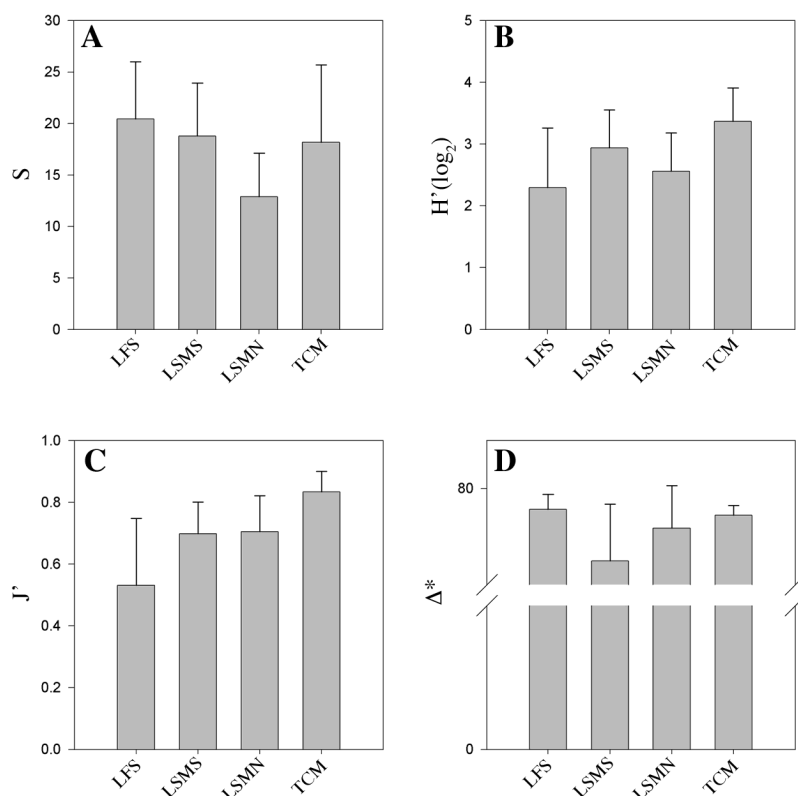 A
30
25
20
15
10
5
0
S
LFS
LSMS
LSMN
TCM
B
5
4
3
2
1
0
H'(log₂)
LFS
LSMS
LSMN
TCM
C
1.0
0.8
0.6
0.4
0.2
0.0
J'
LFS
LSMS
LSMN
TCM
D
80
0
Δ*
LFS
LSMS
LSMN
TCM